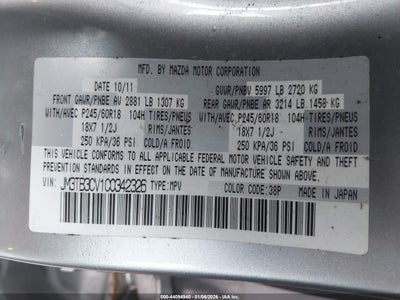 MFD. BY MAZDA MOTOR CORPORATION
DATE 10/11 GVWR/PNBV 5997 LB 2720 KG
FRONT GAWR/PNBE AV 2881 LB 1307 KG REAR GAWR/PNBE AR 3214 LB 1458 KG
WITH/AVEC P245/60R18 104H TIRES/PNEUS WITH/AVEC P245/60R18 104H TIRES/PNEUS
18X7 1/2J RIMS/JANTES 18X7 1/2J RIMS/JANTES
250 KPA/36 PSI COLD/A FROID 250 KPA/36 PSI COLD/A FROID
THIS VEHICLE CONFORMS TO ALL APPLICABLE FEDERAL MOTOR VEHICLE SAFETY AND THEFT
PREVENTION STANDARDS IN EFFECT ON THE DATE OF MANUFACTURE SHOWN ABOVE.
VIN: JM3TB3CV1C0342326 TYPE:MPV COLOR CODE:38P MADE IN JAPAN
000-44094940 - 01/06/2026 - IAA Inc.